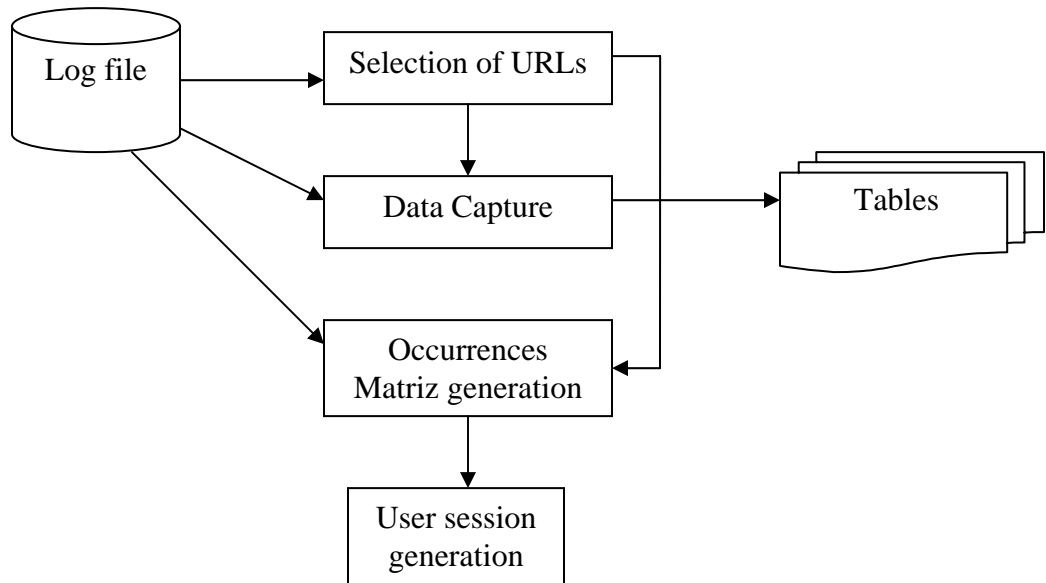 Log file
Selection of URLs
Data Capture
Tables
Occurrences
Matriz generation
User session
generation